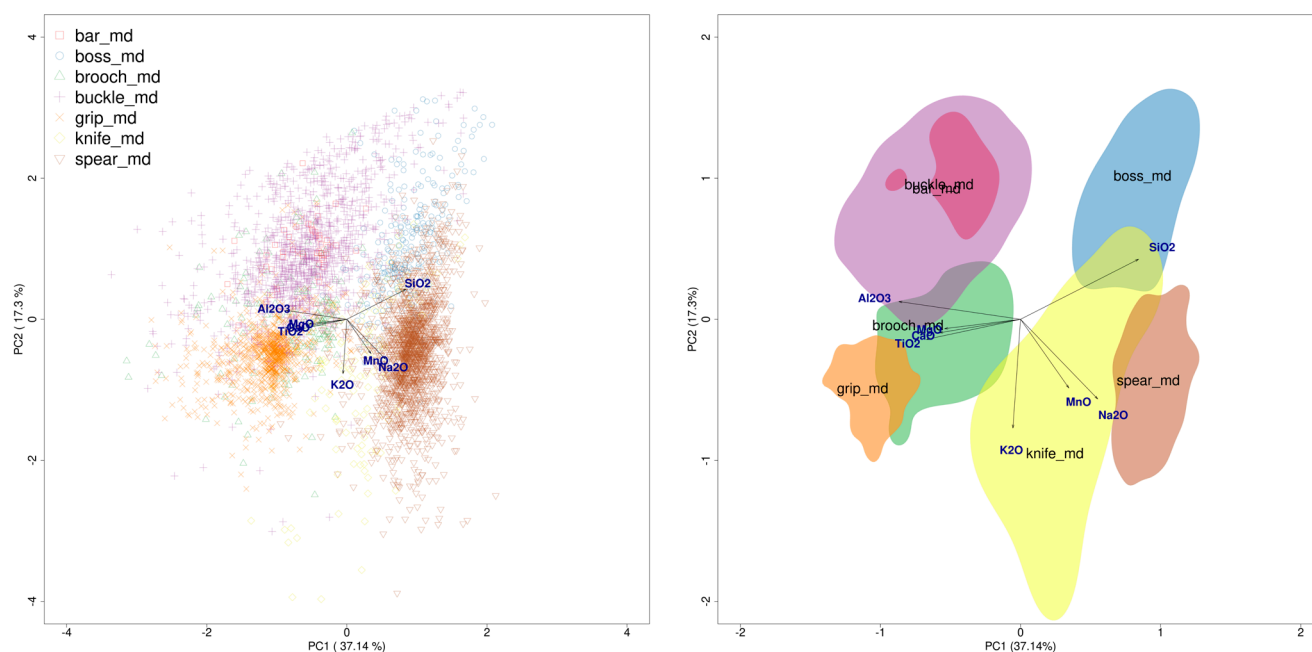 bar_md
boss_md
brooch_md
buckle_md
grip_md
knife_md
spear_md
SiO2
Al2O3
MgO
CaO
TiO2
MnO
Na2O
K2O
4
2
0
-2
-4
PC2 ( 17.3 %)
-4
-2
0
2
4
PC1 ( 37.14 %)
buckle_md
bar_md
boss_md
SiO2
Al2O3
brooch_md
MgO
CaO
TiO2
grip_md
spear_md
MnO
Na2O
K2O
knife_md
2
1
0
-1
-2
PC2 (17.3%)
-2
-1
0
1
2
PC1 (37.14%)